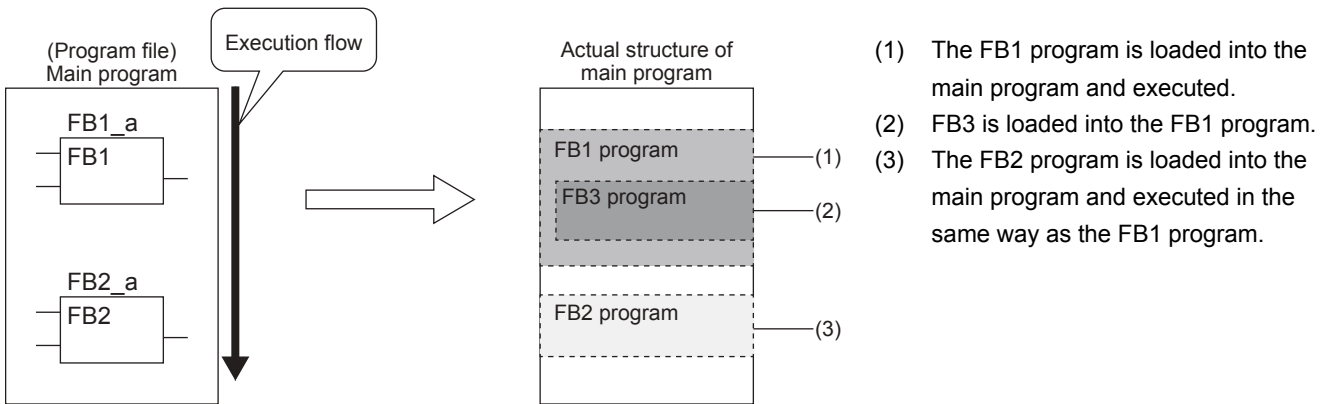 (Program file)
Main program
Execution flow
FB1_a
FB1
FB2_a
FB2
Actual structure of
main program
FB1 program
(1)
FB3 program
(2)
FB2 program
(3)
(1) The FB1 program is loaded into the
main program and executed.
(2) FB3 is loaded into the FB1 program.
(3) The FB2 program is loaded into the
main program and executed in the
same way as the FB1 program.